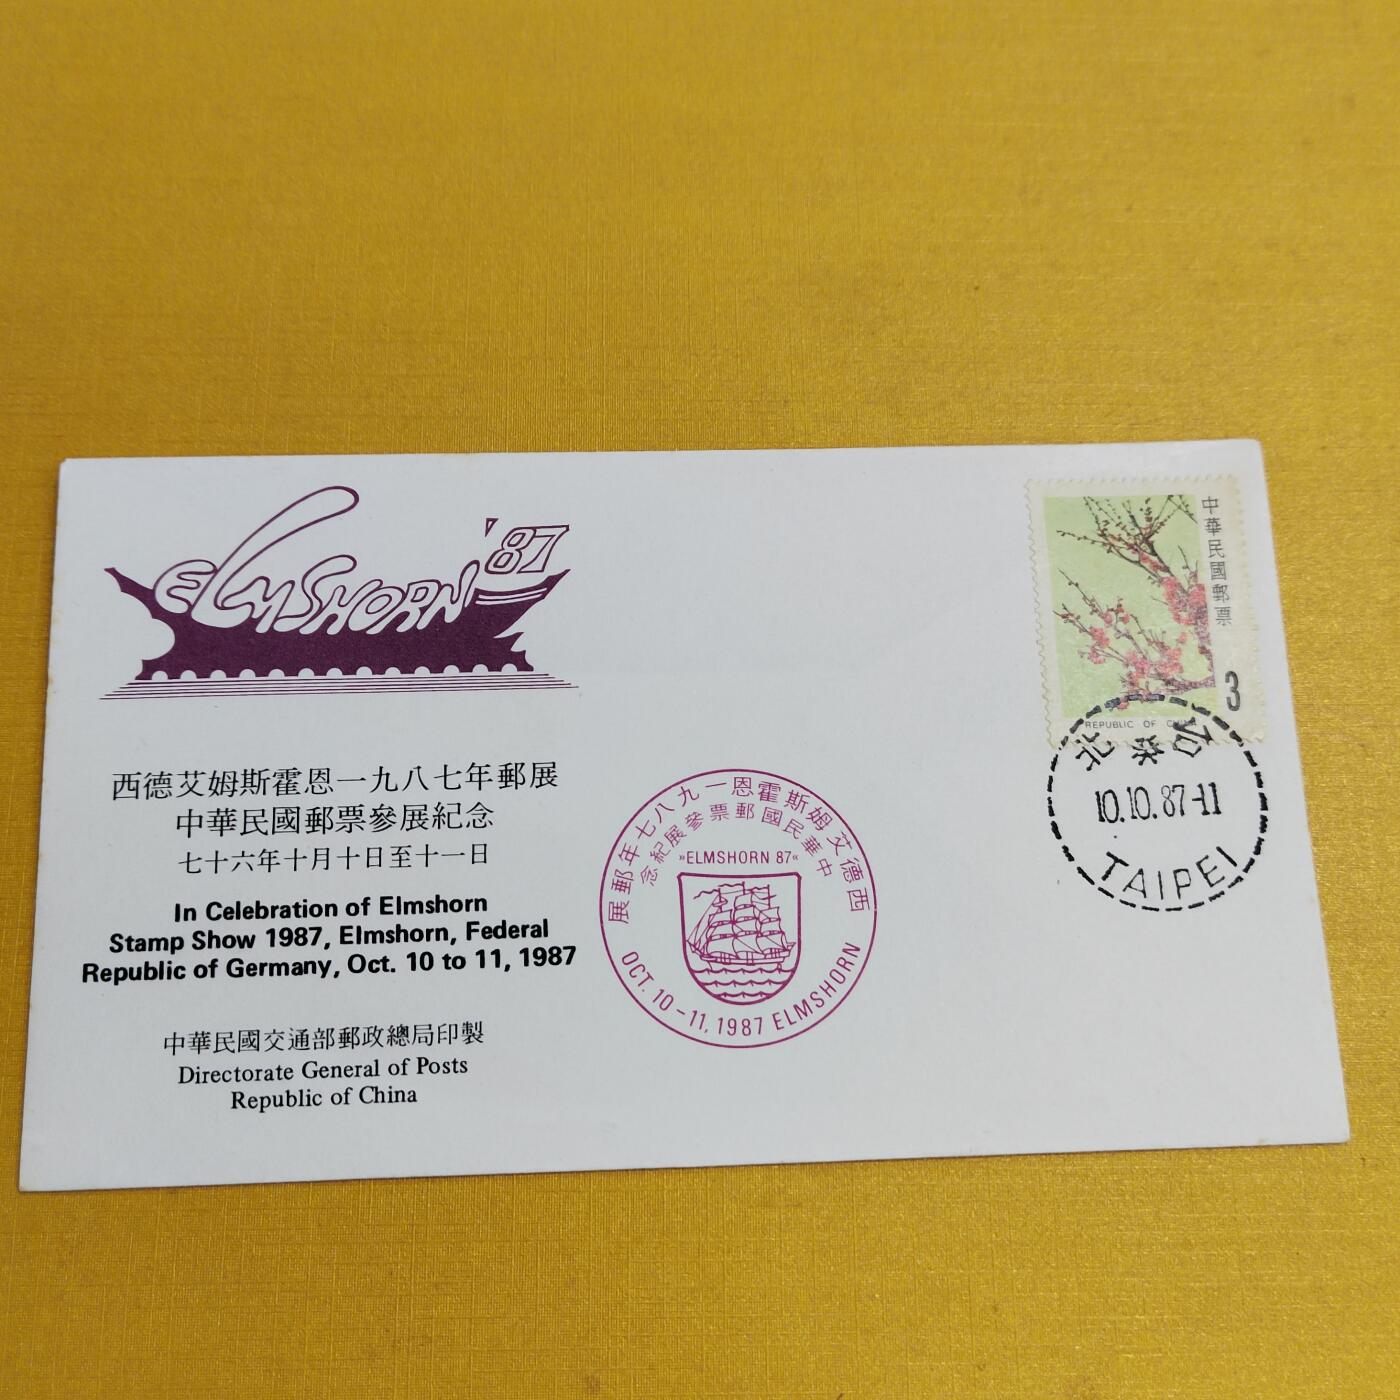 ELMSHORN '87
西德艾姆斯霍恩一九八七年郵展
中華民國郵票參展紀念
七十六年十月十日至十一日
In Celebration of Elmshorn
Stamp Show 1987, Elmshorn, Federal
Republic of Germany, Oct. 10 to 11, 1987
中華民國交通部郵政總局印製
Directorate General of Posts
Republic of China
西德艾姆斯霍恩一九八七年郵展
中華民國郵票參展紀念
»ELMSHORN 87«
OCT. 10-11, 1987 ELMSHORN
中華民國郵票
3
REPUBLIC OF CHINA
10.10.87-11
TAIPEI